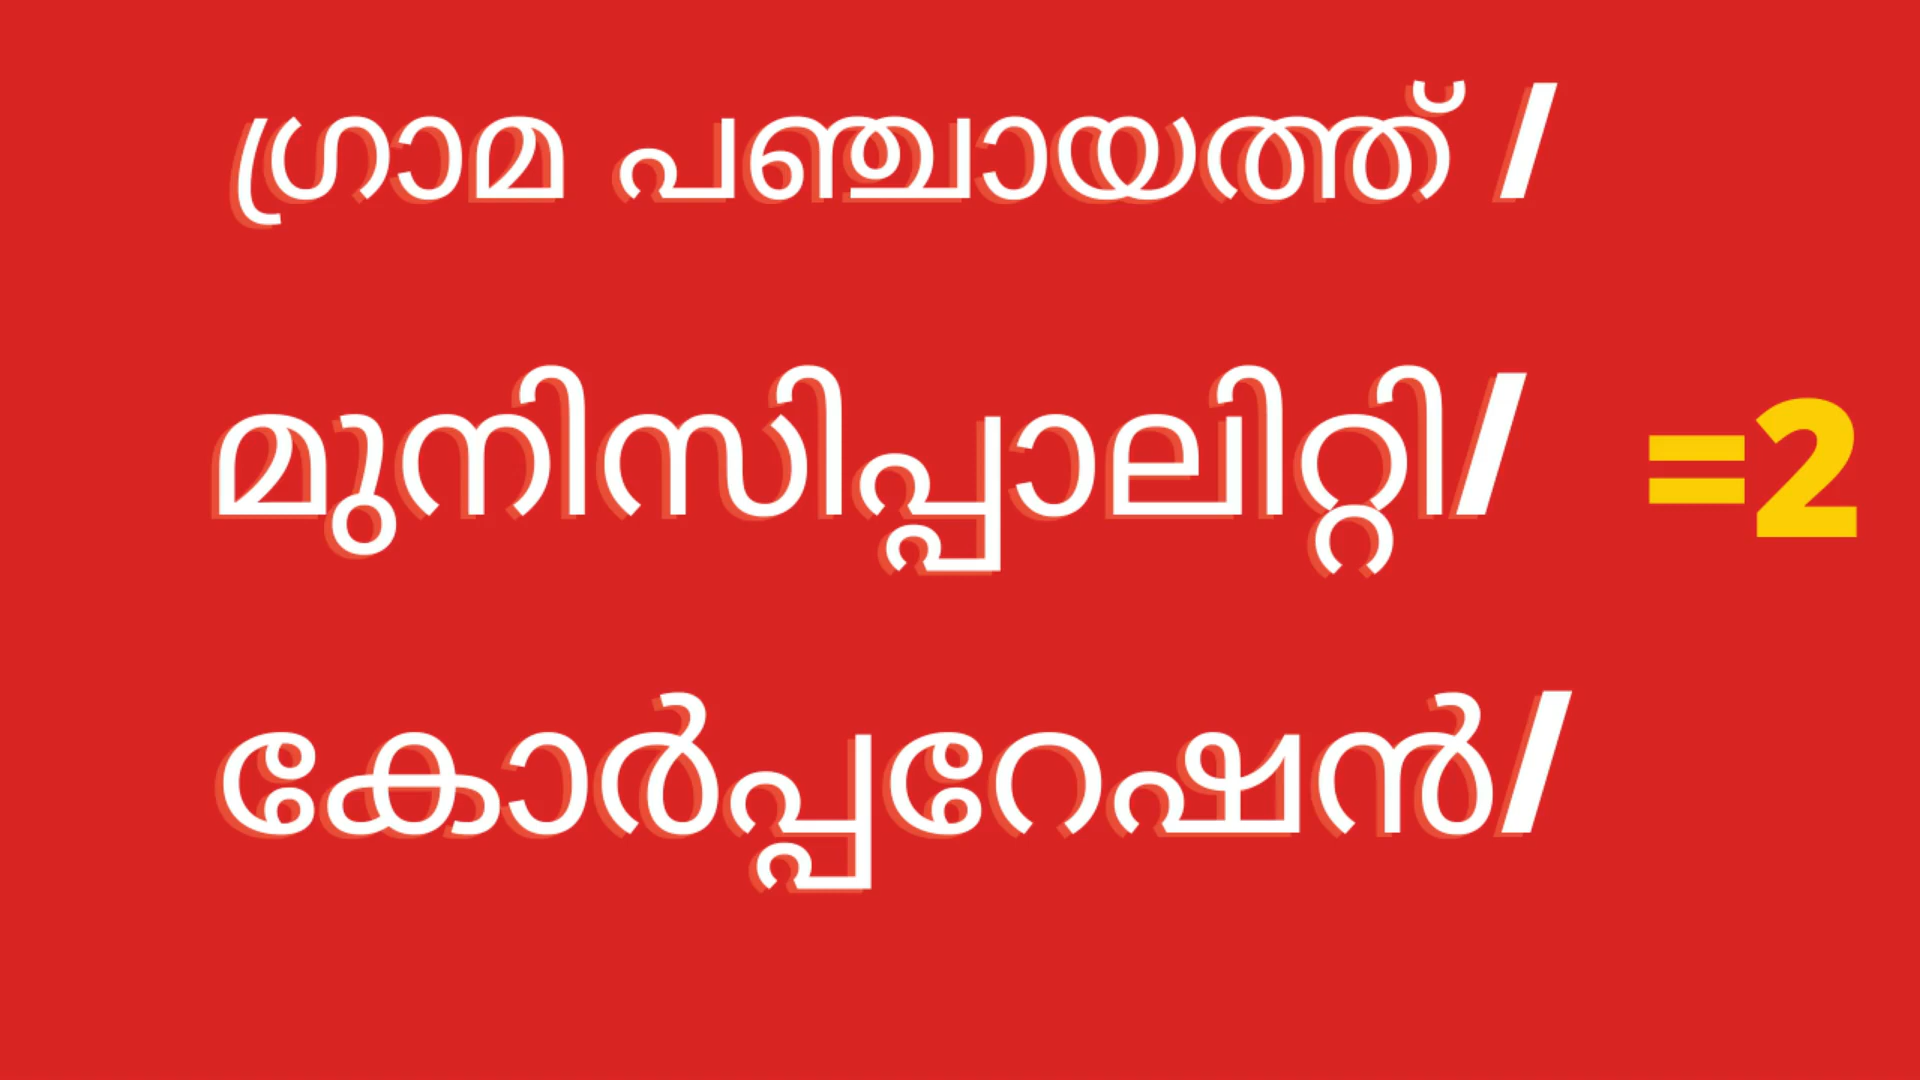 ഗ്രാമ പഞ്ചായത്ത് /
മുനിസിപ്പാലിറ്റി/ =2
കോർപ്പറേഷൻ/